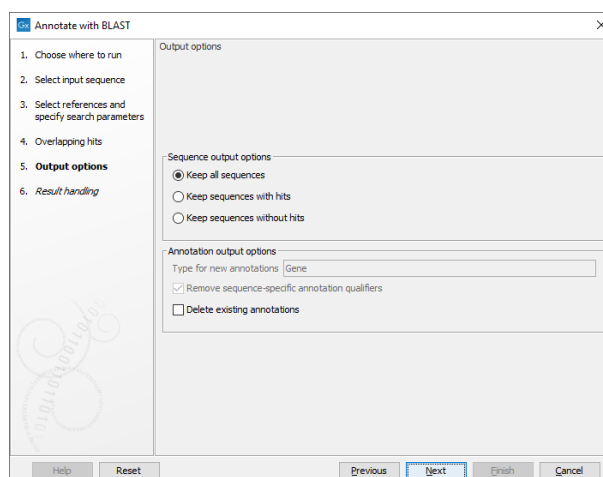 Gx Annotate with BLAST
1. Choose where to run
2. Select input sequence
3. Select references and
specify search parameters
4. Overlapping hits
5. Output options
6. Result handling
Output options
Sequence output options
Keep all sequences
Keep sequences with hits
Keep sequences without hits
Annotation output options
Type for new annotations Gene
Remove sequence-specific annotation qualifiers
Delete existing annotations
Help Reset Previous Next Finish Cancel